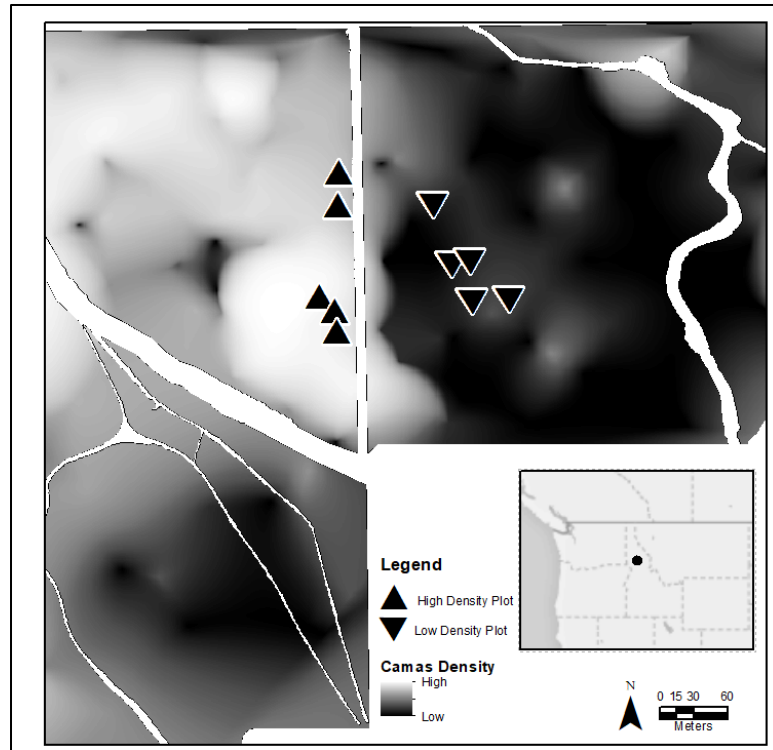 Legend
High Density Plot
Low Density Plot
Camas Density
High
Low
N
0 15 30 60
Meters